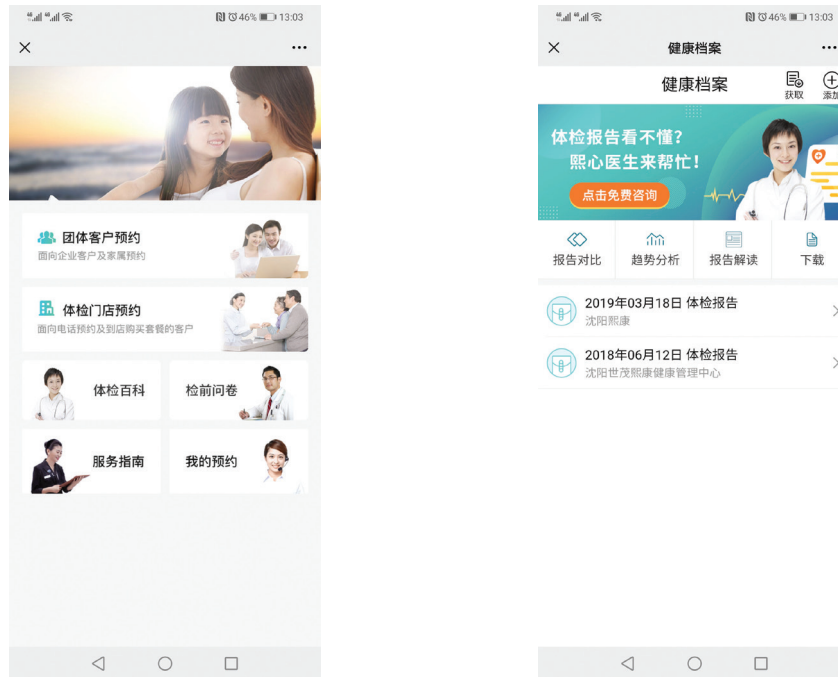 46% 13:03
团体客户预约
面向企业客户及家属预约
体检门店预约
面向电话预约及到店购买套餐的客户
体检百科
检前问卷
服务指南
我的预约
46% 13:03
健康档案
健康档案
获取
添加
体检报告看不懂?
熙心医生来帮忙!
点击免费咨询
报告对比
趋势分析
报告解读
下载
2019年03月18日 体检报告
沈阳熙康
2018年06月12日 体检报告
沈阳世茂熙康健康管理中心